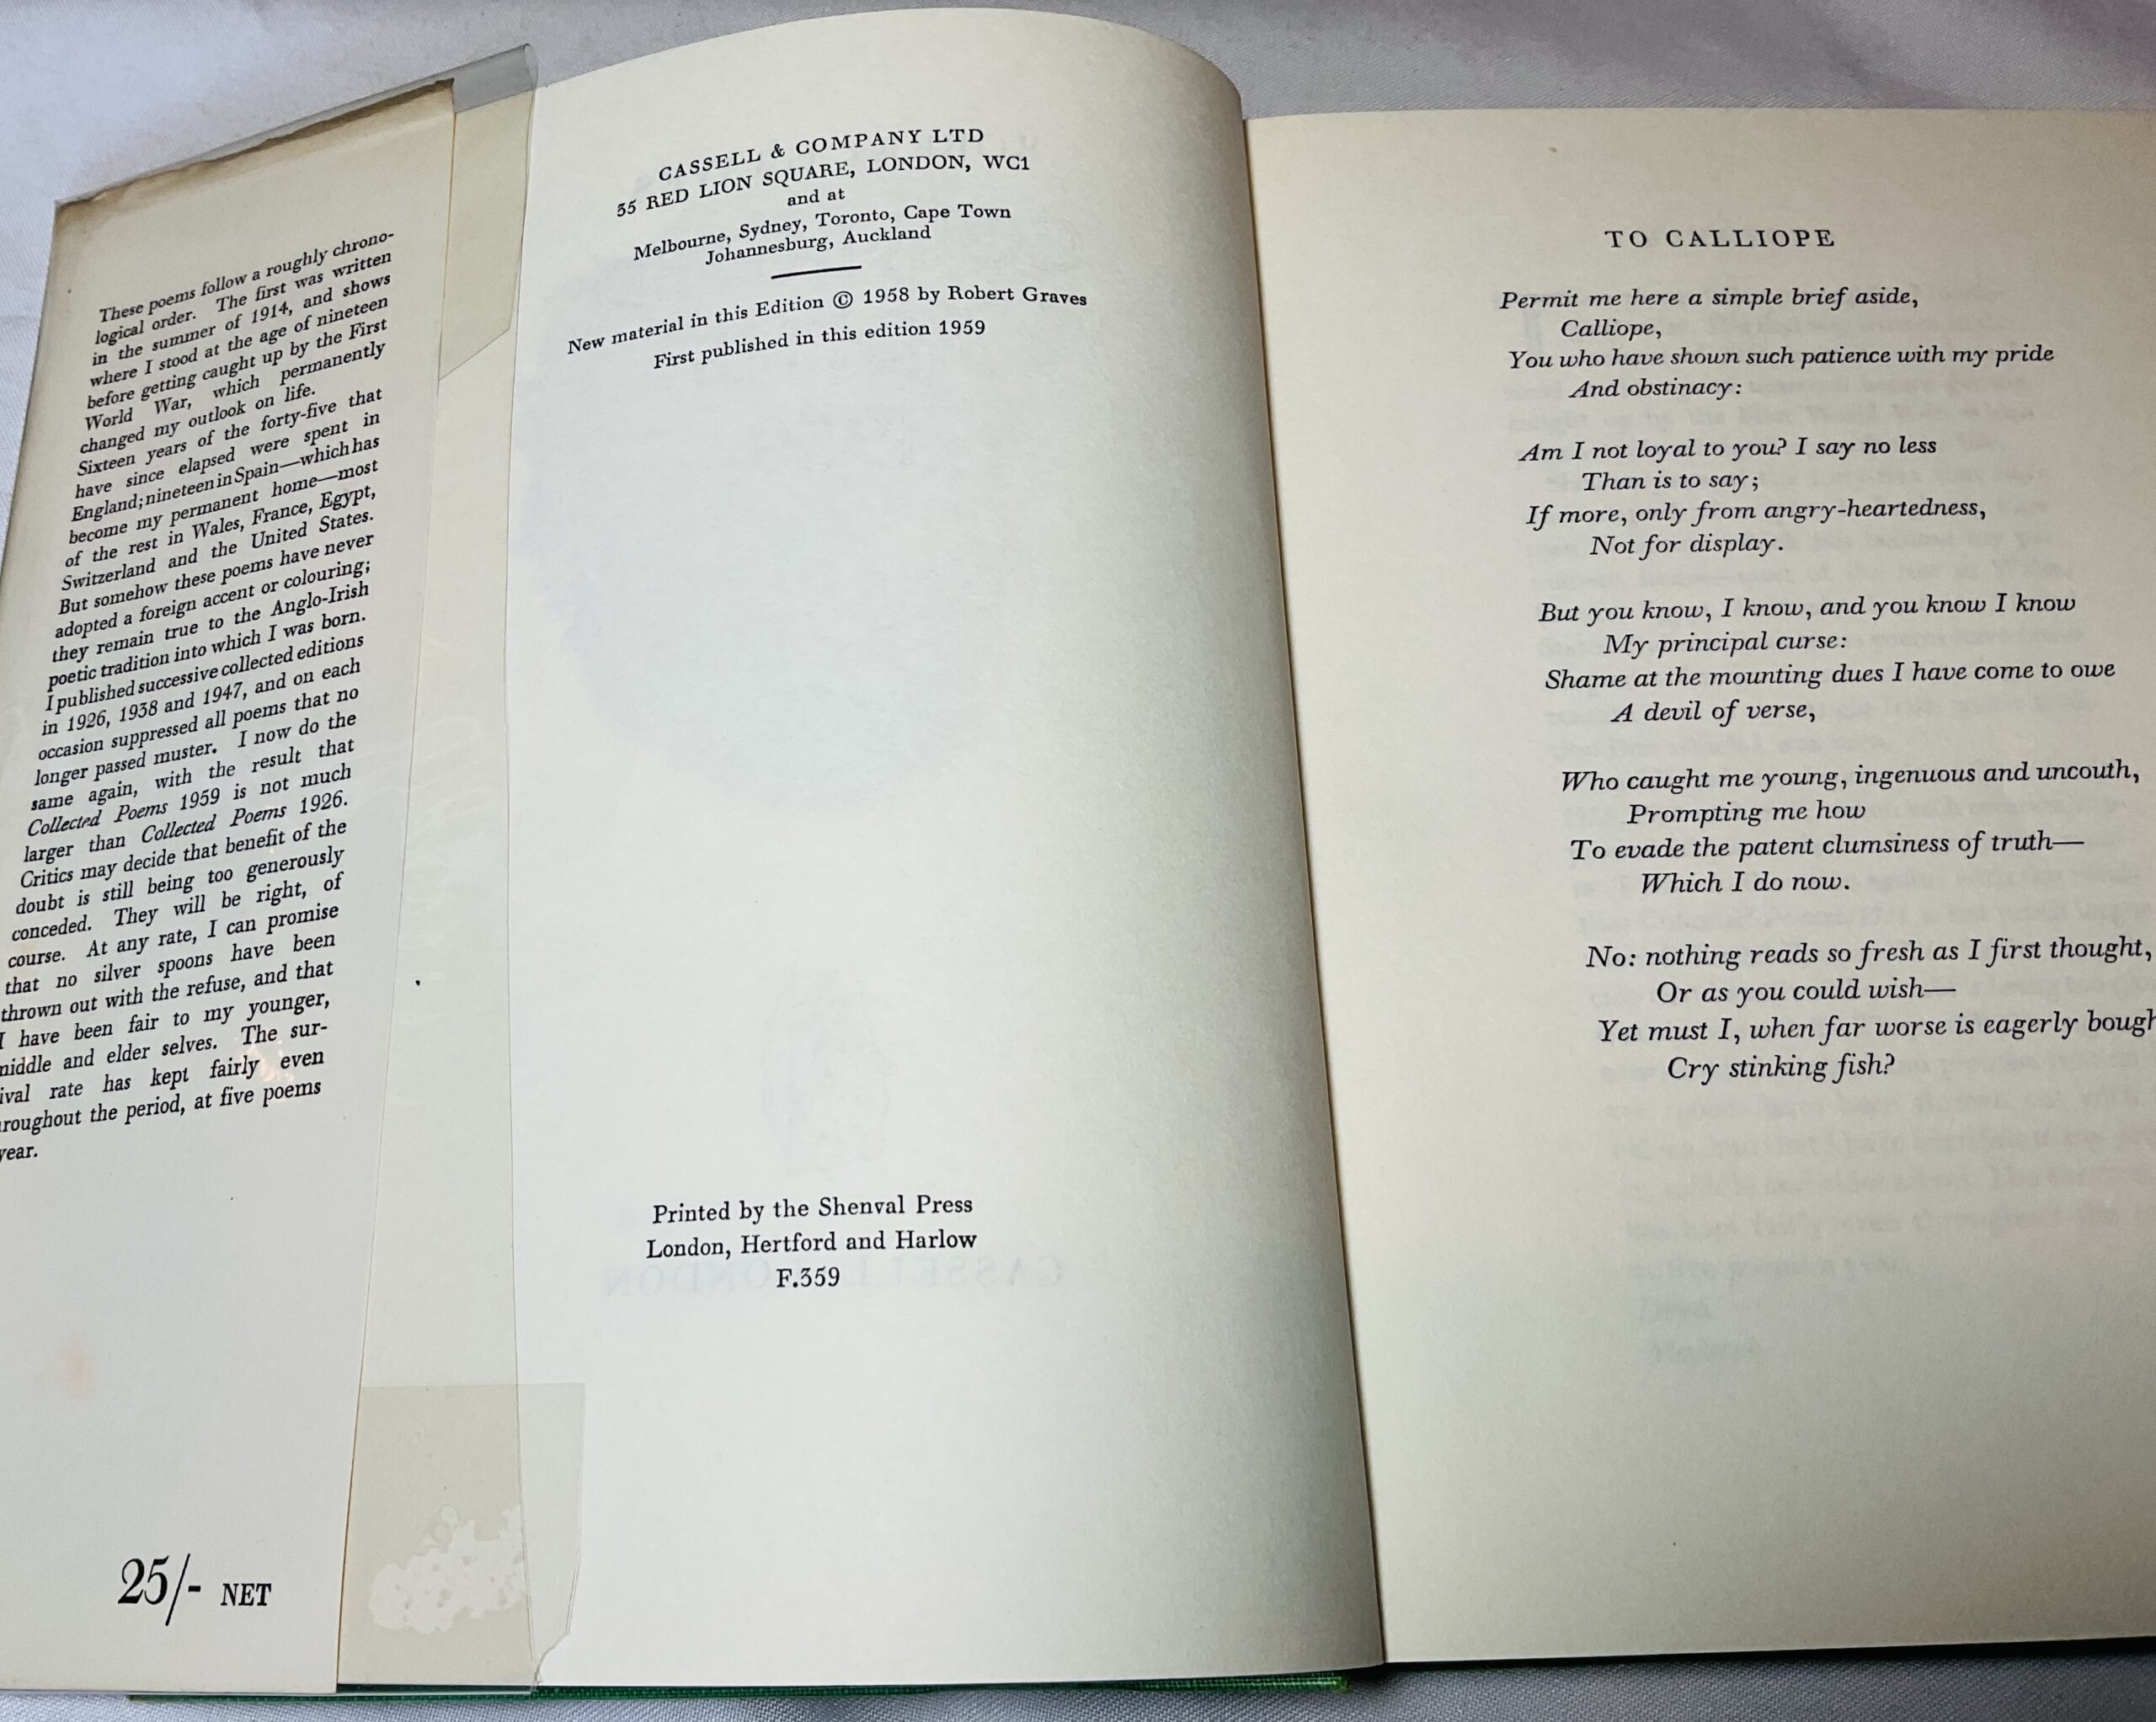 These poems follow a roughly chrono-
logical order. The first was written
in the summer of 1914, and shows
where I stood at the age of nineteen
before getting caught up by the First
World War, which permanently
changed my outlook on life.
Sixteen years of the forty-five that
have since elapsed were spent in
England; nineteen in Spain—which has
become my permanent home—most
of the rest in Wales, France, Egypt,
Switzerland and the United States.
But somehow these poems have never
adopted a foreign accent or colouring;
they remain true to the Anglo-Irish
poetic tradition into which I was born.
I published successive collected editions
in 1926, 1938 and 1947, and on each
occasion suppressed all poems that no
longer passed muster. I now do the
same again, with the result that
Collected Poems 1959 is not much
larger than Collected Poems 1926.
Critics may decide that benefit of the
doubt is still being too generously
conceded. They will be right, of
course. At any rate, I can promise
that no silver spoons have been
thrown out with the refuse, and that
I have been fair to my younger,
middle and elder selves. The sur-
ival rate has kept fairly even
hroughout the period, at five poems
year.
25/- NET
CASSELL & COMPANY LTD
35 RED LION SQUARE, LONDON, WC1
and at
Melbourne, Sydney, Toronto, Cape Town
Johannesburg, Auckland
New material in this Edition © 1958 by Robert Graves
First published in this edition 1959
Printed by the Shenval Press
London, Hertford and Harlow
F.359
TO CALLIOPE
Permit me here a simple brief aside,
Calliope,
You who have shown such patience with my pride
And obstinacy:
Am I not loyal to you? I say no less
Than is to say;
If more, only from angry-heartedness,
Not for display.
But you know, I know, and you know I know
My principal curse:
Shame at the mounting dues I have come to owe
A devil of verse,
Who caught me young, ingenuous and uncouth,
Prompting me how
To evade the patent clumsiness of truth—
Which I do now.
No: nothing reads so fresh as I first thought,
Or as you could wish—
Yet must I, when far worse is eagerly bough
Cry stinking fish?